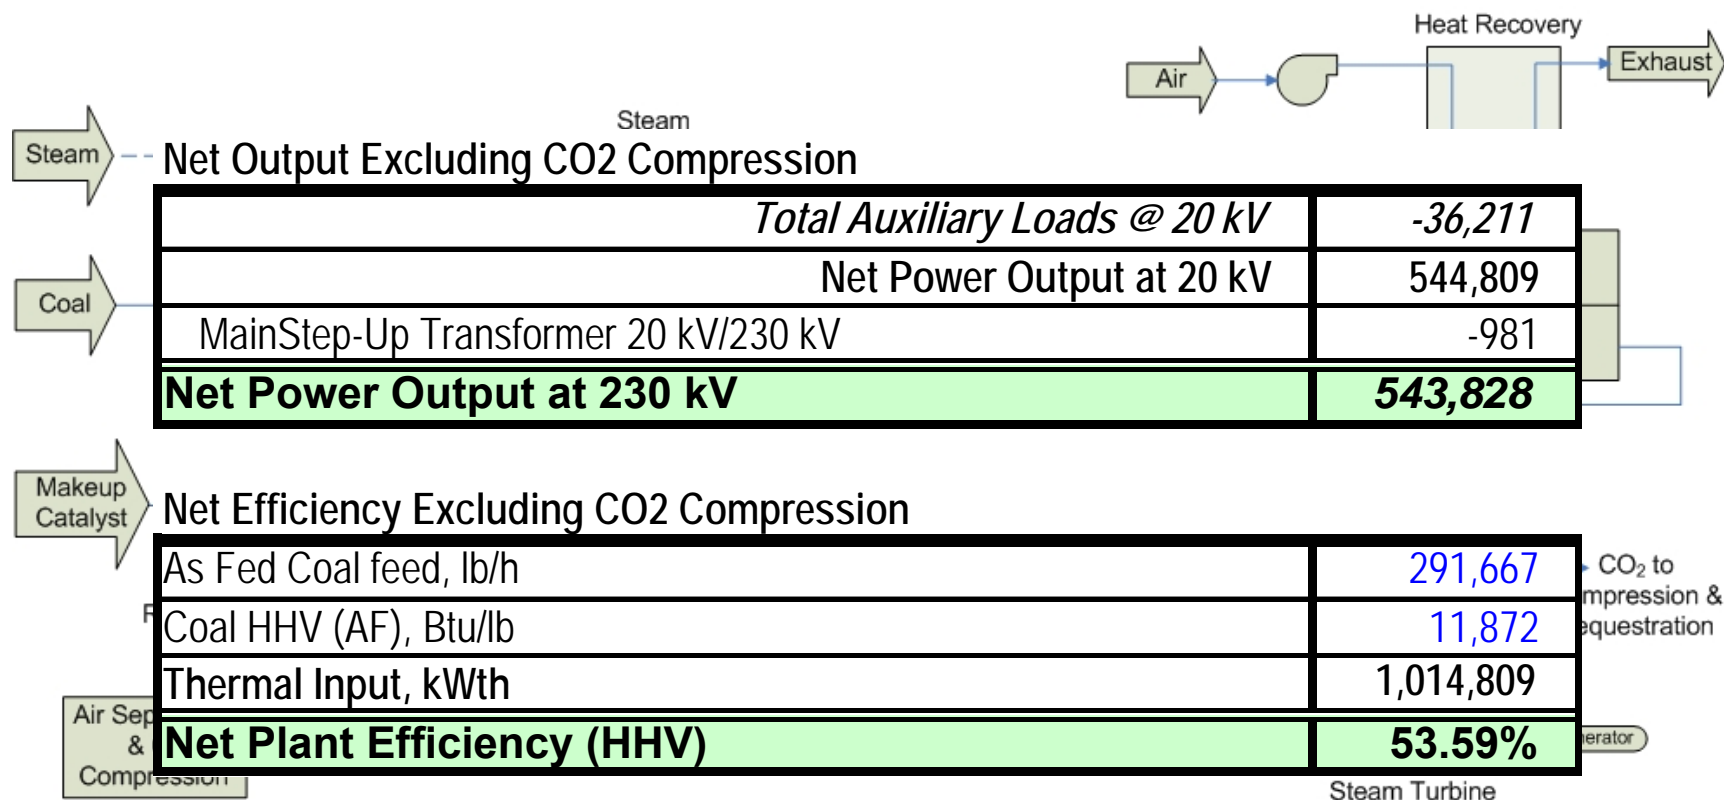 Heat Recovery
Air
Exhaust
Steam
Steam
Net Output Excluding CO2 Compression
Total Auxiliary Loads @ 20 kV -36,211
Net Power Output at 20 kV 544,809
Coal
MainStep-Up Transformer 20 kV/230 kV -981
Net Power Output at 230 kV 543,828
Makeup
Catalyst
Net Efficiency Excluding CO2 Compression
As Fed Coal feed, lb/h 291,667
CO₂ to
mpression &
equestration
Coal HHV (AF), Btu/lb 11,872
Thermal Input, kWth 1,014,809
Net Plant Efficiency (HHV) 53.59%
Air Sep
&
Compression
nerator
Steam Turbine